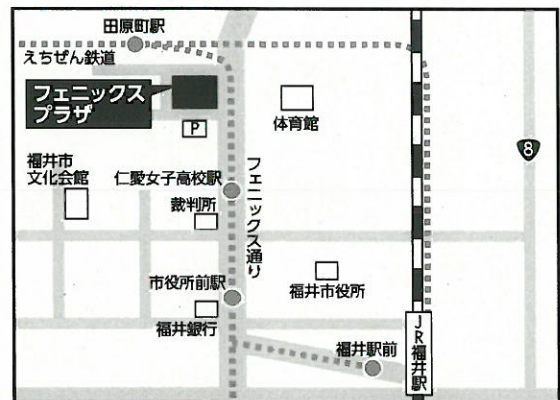 田原町駅
えちぜん鉄道
フェニックス
プラザ
P
体育館
8
福井市
文化会館
仁愛女子高校駅
フェニックス通り
裁判所
市役所前駅
福井市役所
福井銀行
福井駅前
JR福井駅